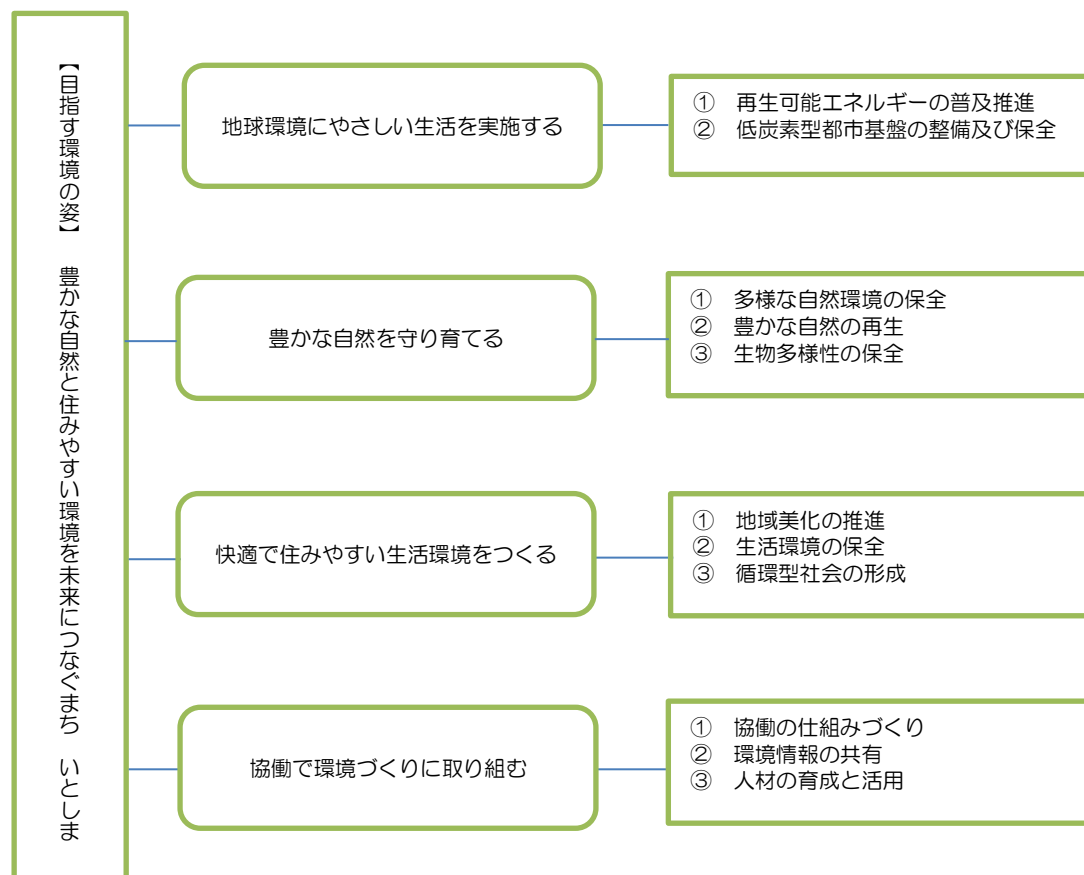 【目指す環境の姿】　豊かな自然と住みやすい環境を未来につなぐまち　いとしま
地球環境にやさしい生活を実施する
①　再生可能エネルギーの普及推進
②　低炭素型都市基盤の整備及び保全
豊かな自然を守り育てる
①　多様な自然環境の保全
②　豊かな自然の再生
③　生物多様性の保全
快適で住みやすい生活環境をつくる
①　地域美化の推進
②　生活環境の保全
③　循環型社会の形成
協働で環境づくりに取り組む
①　協働の仕組みづくり
②　環境情報の共有
③　人材の育成と活用